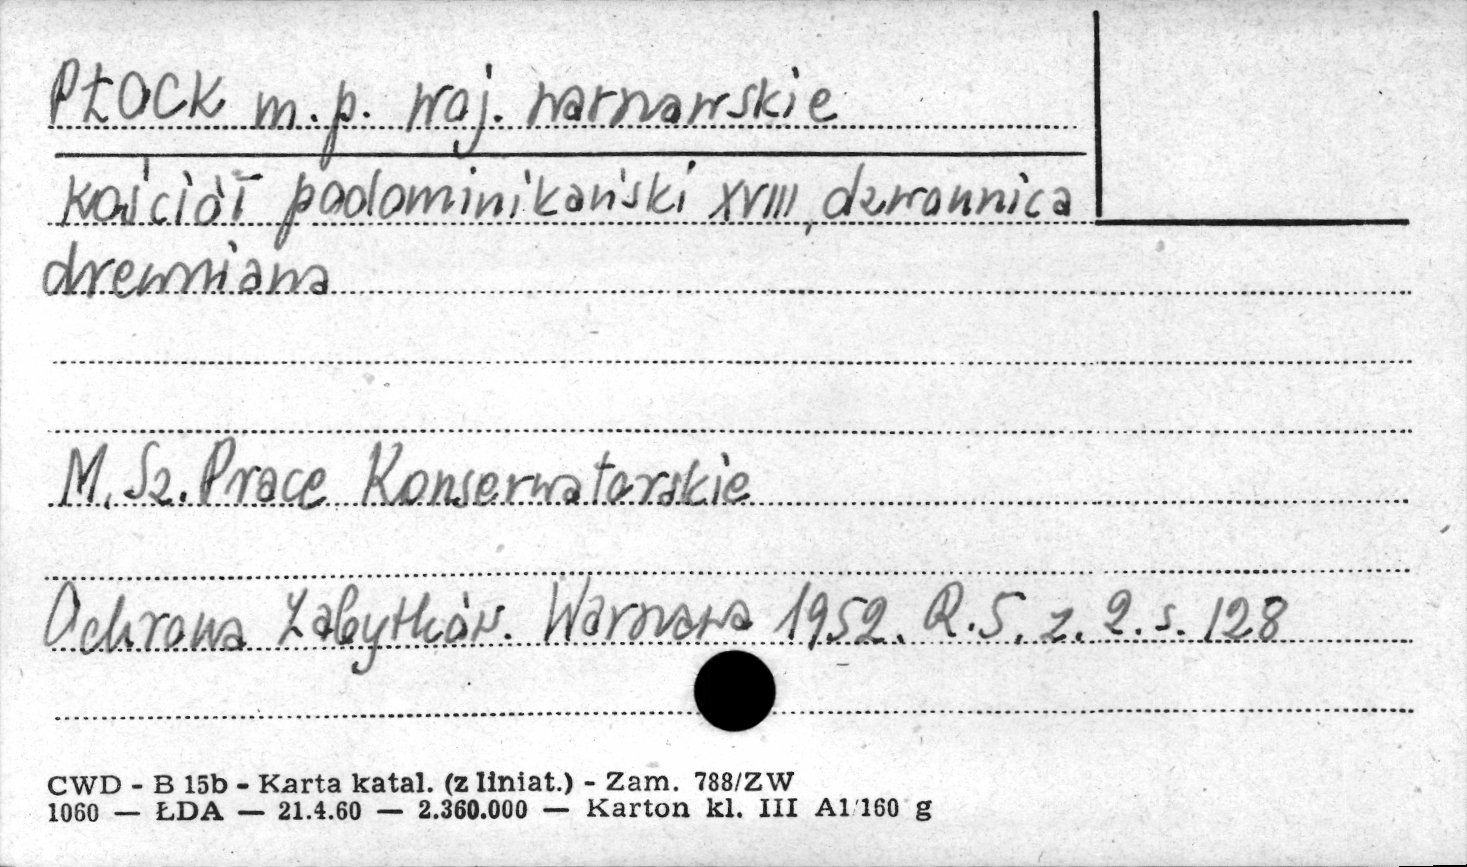 PŁOCK m.p. woj. warszawskie
kościół podominikański XVIII, dzwonnica
drewniana
M. Sz. Prace Konserwatorskie
Ochrona Zabytków. Warszawa 1952. R.5. z. 2. s. 128
CWD - B 15b - Karta katal. (z liniat.) - Zam. 788/ZW
1060 — ŁDA — 21.4.60 — 2.360.000 — Karton kl. III A1/160 g